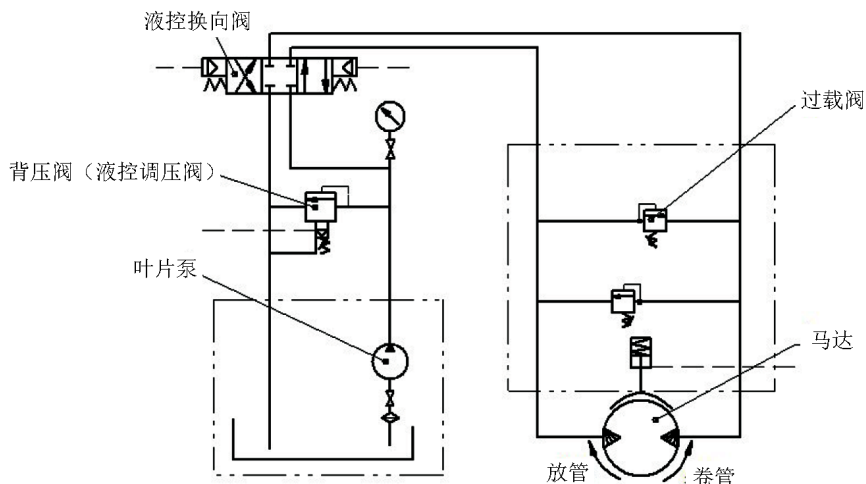 液控换向阀
过载阀
背压阀（液控调压阀）
叶片泵
马达
放管
卷管